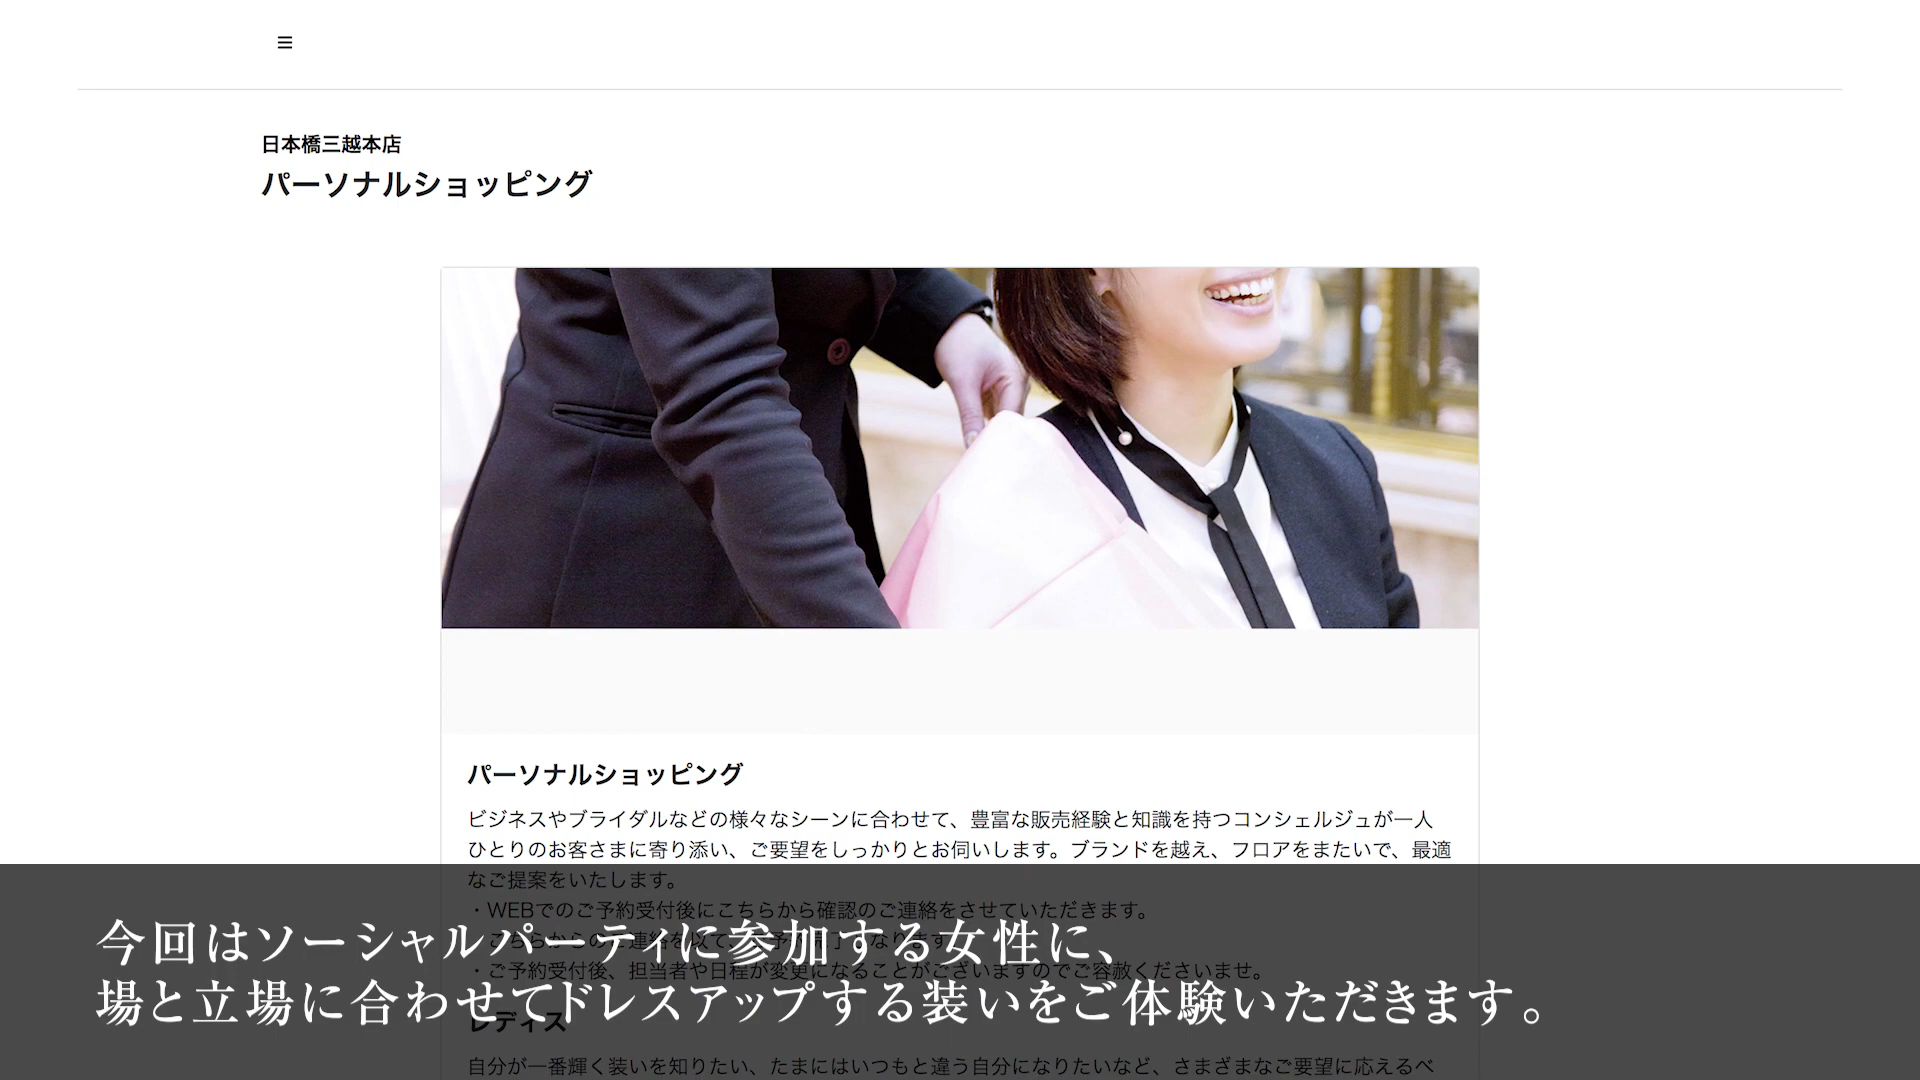 日本橋三越本店
パーソナルショッピング
パーソナルショッピング
ビジネスやブライダルなどの様々なシーンに合わせて、豊富な販売経験と知識を持つコンシェルジュが一人
ひとりのお客さまに寄り添い、ご要望をしっかりとお伺いします。ブランドを越え、フロアをまたいで、最適
なご提案をいたします。
・WEBでのご予約受付後にこちらから確認のご連絡をさせていただきます。
・ご予約受付後、担当者や日程が変更になることがございますのでご容赦くださいませ。
レディス
自分が一番輝く装いを知りたい、たまにはいつもと違う自分になりたいなど、さまざまなご要望に応えるべ
今回はソーシャルパーティに参加する女性に、
場と立場に合わせてドレスアップする装いをご体験いただきます。